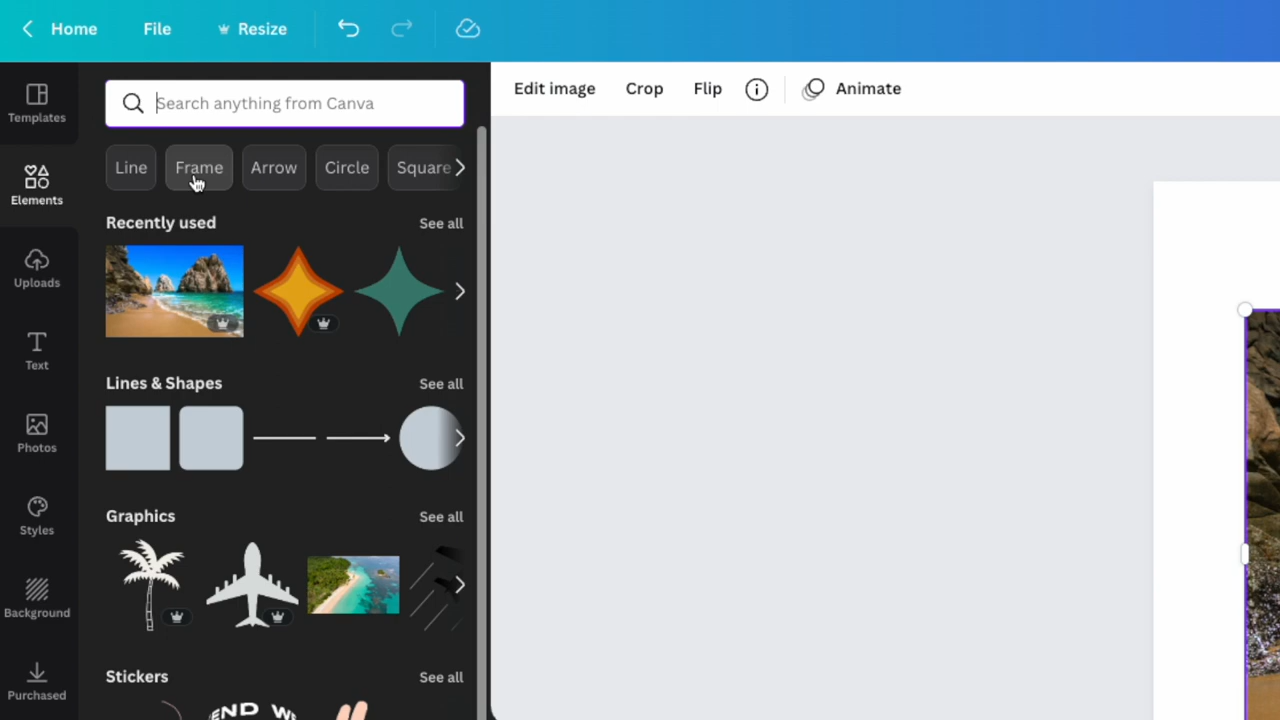 Home File Resize
Templates
Elements
Uploads
Text
Photos
Styles
Background
Purchased
Search anything from Canva
Line Frame Arrow Circle Square
Recently used See all
Lines & Shapes See all
Graphics See all
Stickers See all
Edit image Crop Flip Animate